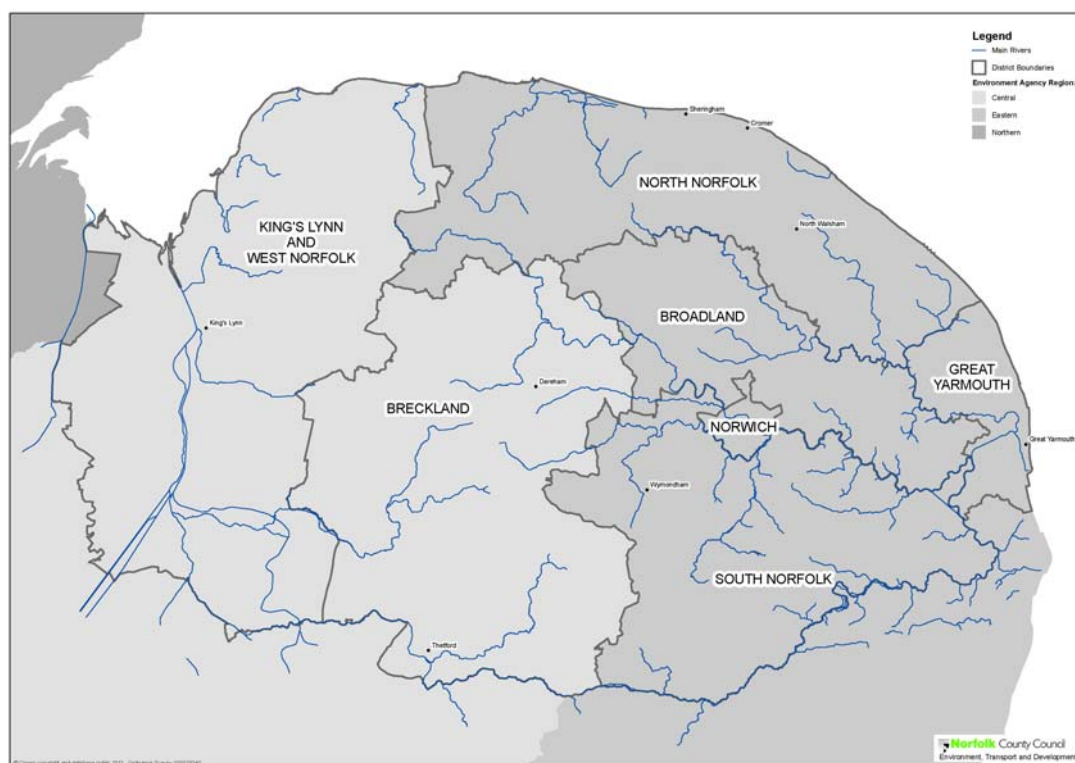 Legend
Main Rivers
District Boundaries
Environment Agency Region:
Central
Eastern
Northern
Sheringham
Cromer
NORTH NORFOLK
North Walsham
KING'S LYNN
AND
WEST NORFOLK
King's Lynn
BROADLAND
GREAT
YARMOUTH
Dereham
BRECKLAND
NORWICH
Great Yarmouth
Wymondham
SOUTH NORFOLK
Thetford
Norfolk County Council
Environment, Transport and Development